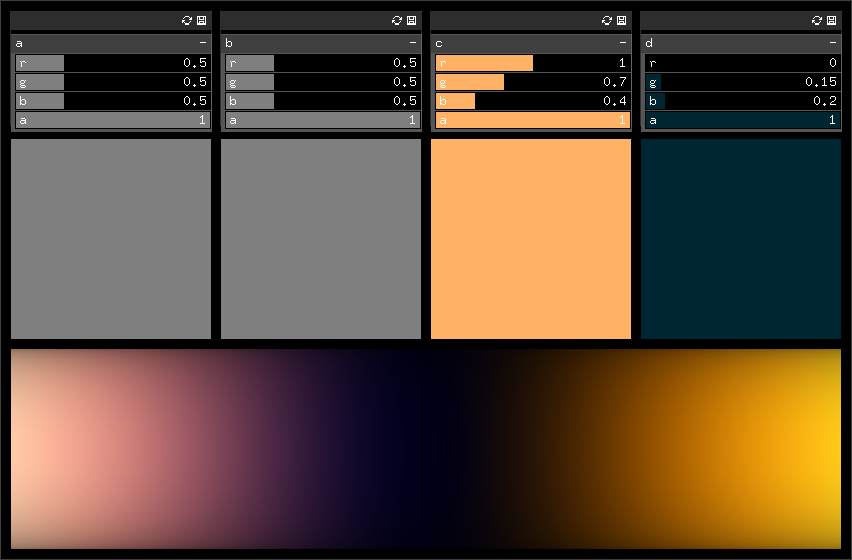 a -
r 0.5
g 0.5
b 0.5
a 1
b -
r 0.5
g 0.5
b 0.5
a 1
c -
r 1
g 0.7
b 0.4
a 1
d -
r 0
g 0.15
b 0.2
a 1